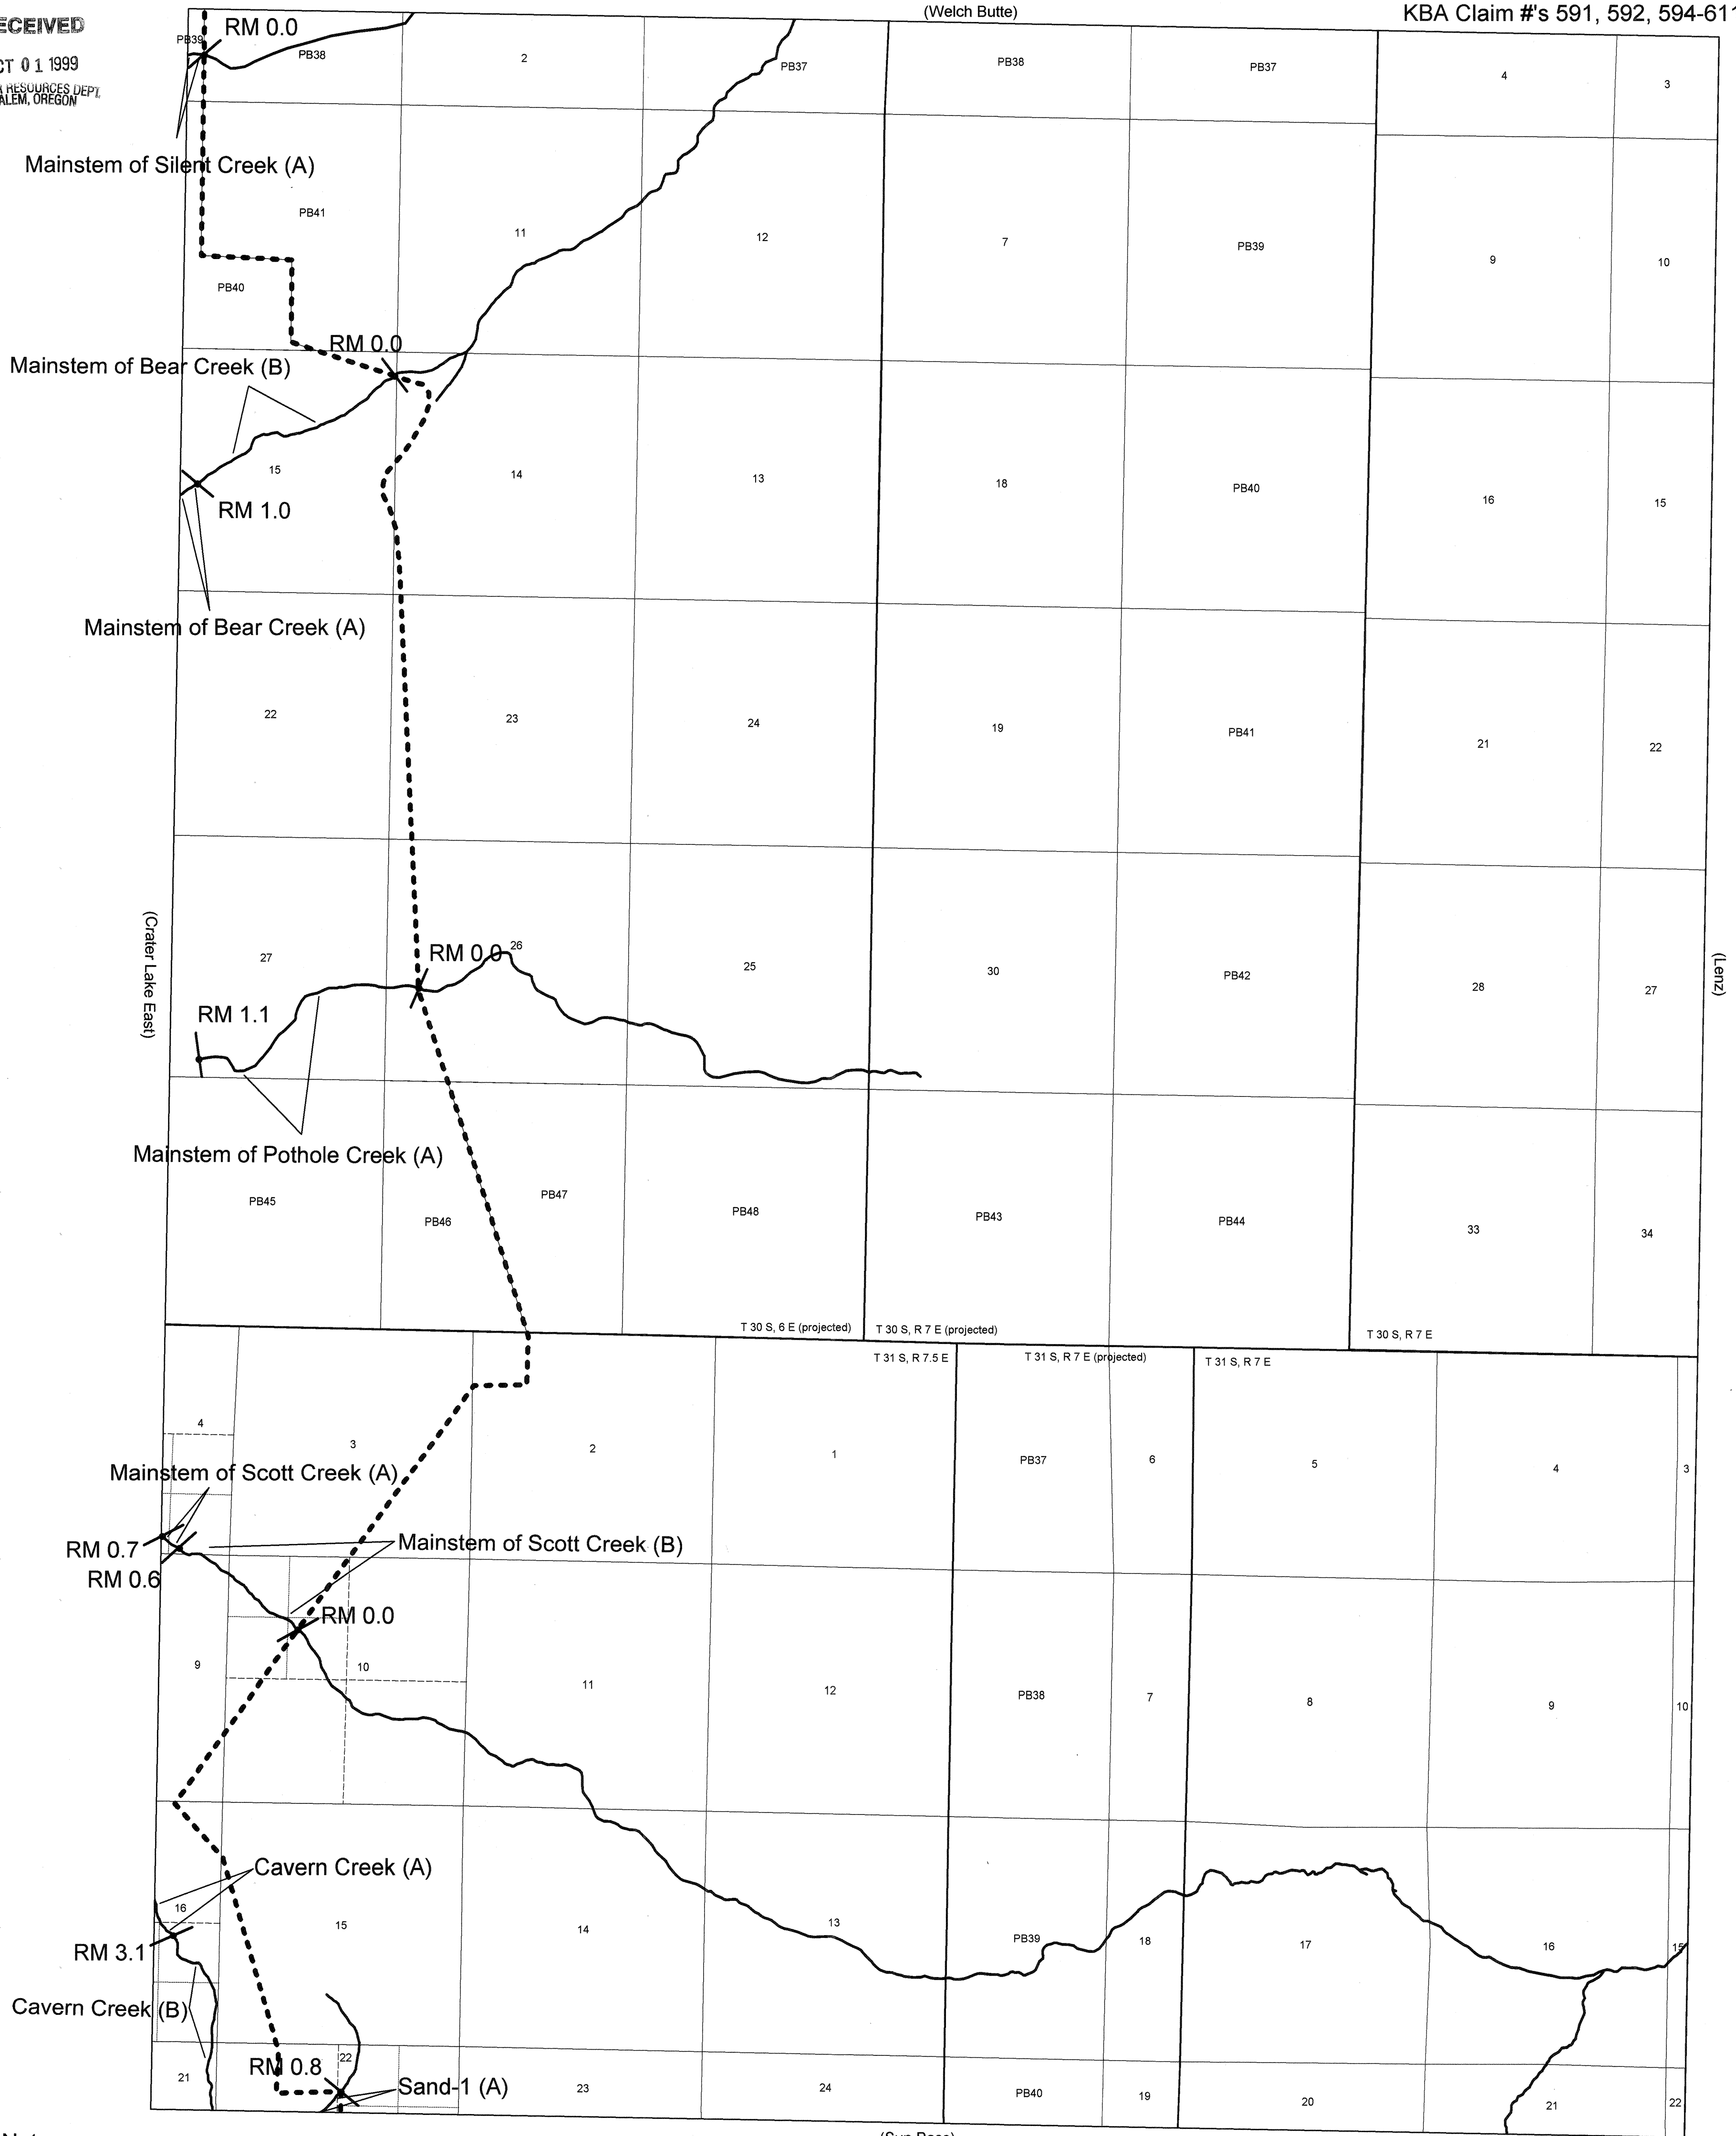 (Welch Butte)
KBA Claim #'s 591, 592, 594-611
ECEIVED
CT 01 1999
RESOURCES DEPT.
ALEM, OREGON
RM 0.0
PB39
PB38
2
PB37
PB38
PB37
4
3
Mainstem of Silent Creek (A)
PB41
11
12
7
PB39
9
10
PB40
RM 0.0
Mainstem of Bear Creek (B)
15
14
13
18
PB40
16
15
RM 1.0
Mainstem of Bear Creek (A)
22
23
24
19
PB41
21
22
(Crater Lake East)
27
RM 0.0
26
25
30
PB42
28
27
(Lenz)
RM 1.1
Mainstem of Pothole Creek (A)
PB45
PB46
PB47
PB48
PB43
PB44
33
34
T 30 S, 6 E (projected)
T 30 S, R 7 E (projected)
T 30 S, R 7 E
T 31 S, R 7.5 E
T 31 S, R 7 E (projected)
T 31 S, R 7 E
4
3
2
1
PB37
6
5
4
3
Mainstem of Scott Creek (A)
RM 0.7
Mainstem of Scott Creek (B)
RM 0.6
RM 0.0
9
10
11
12
PB38
7
8
9
10
Cavern Creek (A)
16
15
14
13
PB39
18
17
16
15
RM 3.1
Cavern Creek (B)
RM 0.8
22
21
Sand-1 (A)
23
24
PB40
19
20
21
22